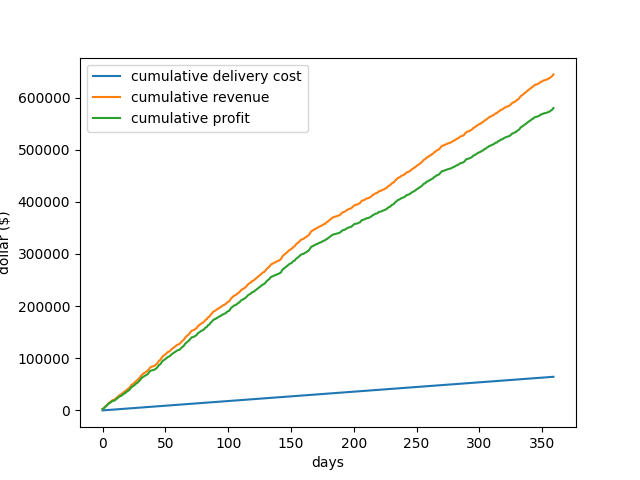 cumulative delivery cost
cumulative revenue
cumulative profit
600000
500000
400000
300000
200000
100000
0
dollar ($)
0 50 100 150 200 250 300 350
days